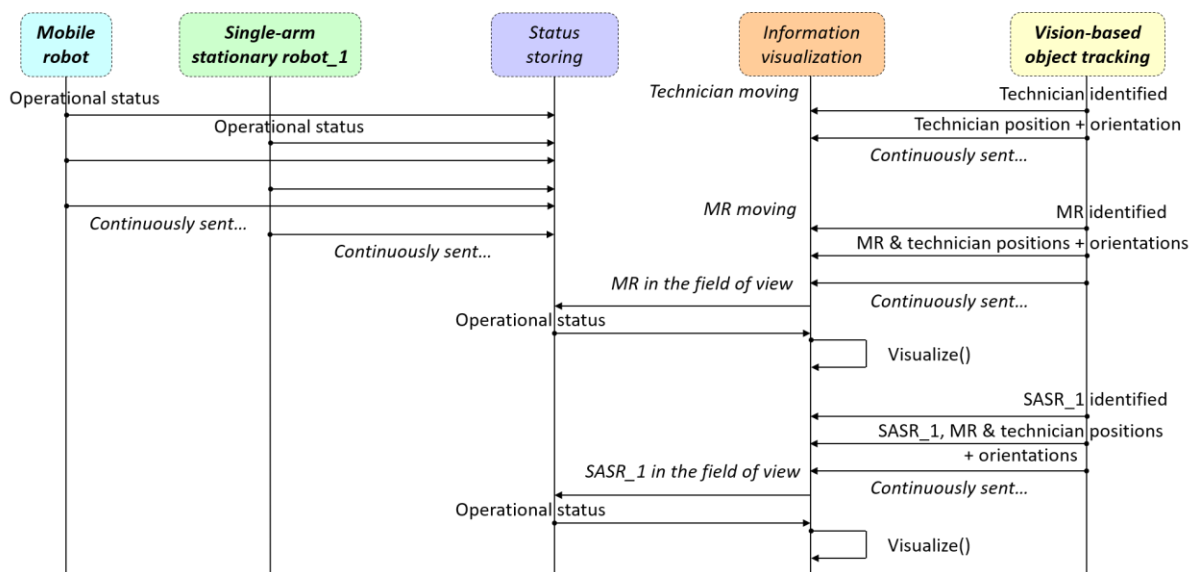 Mobile
robot
Single-arm
stationary robot_1
Status
storing
Information
visualization
Vision-based
object tracking
Technician moving
Technician identified
Operational status
Technician position + orientation
Operational status
Continuously sent…
MR moving
MR identified
Continuously sent…
MR & technician positions + orientations
Continuously sent…
MR in the field of view
Continuously sent…
Operational status
Visualize()
SASR_1 identified
SASR_1, MR & technician positions
+ orientations
SASR_1 in the field of view
Continuously sent…
Operational status
Visualize()